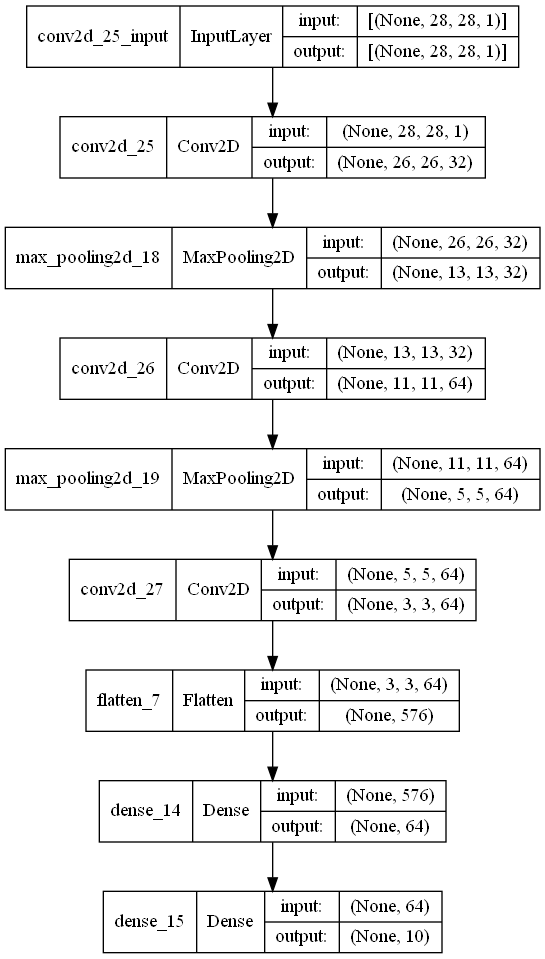 conv2d_25_input InputLayer input: [(None, 28, 28, 1)]
output: [(None, 28, 28, 1)]
conv2d_25 Conv2D input: (None, 28, 28, 1)
output: (None, 26, 26, 32)
max_pooling2d_18 MaxPooling2D input: (None, 26, 26, 32)
output: (None, 13, 13, 32)
conv2d_26 Conv2D input: (None, 13, 13, 32)
output: (None, 11, 11, 64)
max_pooling2d_19 MaxPooling2D input: (None, 11, 11, 64)
output: (None, 5, 5, 64)
conv2d_27 Conv2D input: (None, 5, 5, 64)
output: (None, 3, 3, 64)
flatten_7 Flatten input: (None, 3, 3, 64)
output: (None, 576)
dense_14 Dense input: (None, 576)
output: (None, 64)
dense_15 Dense input: (None, 64)
output: (None, 10)